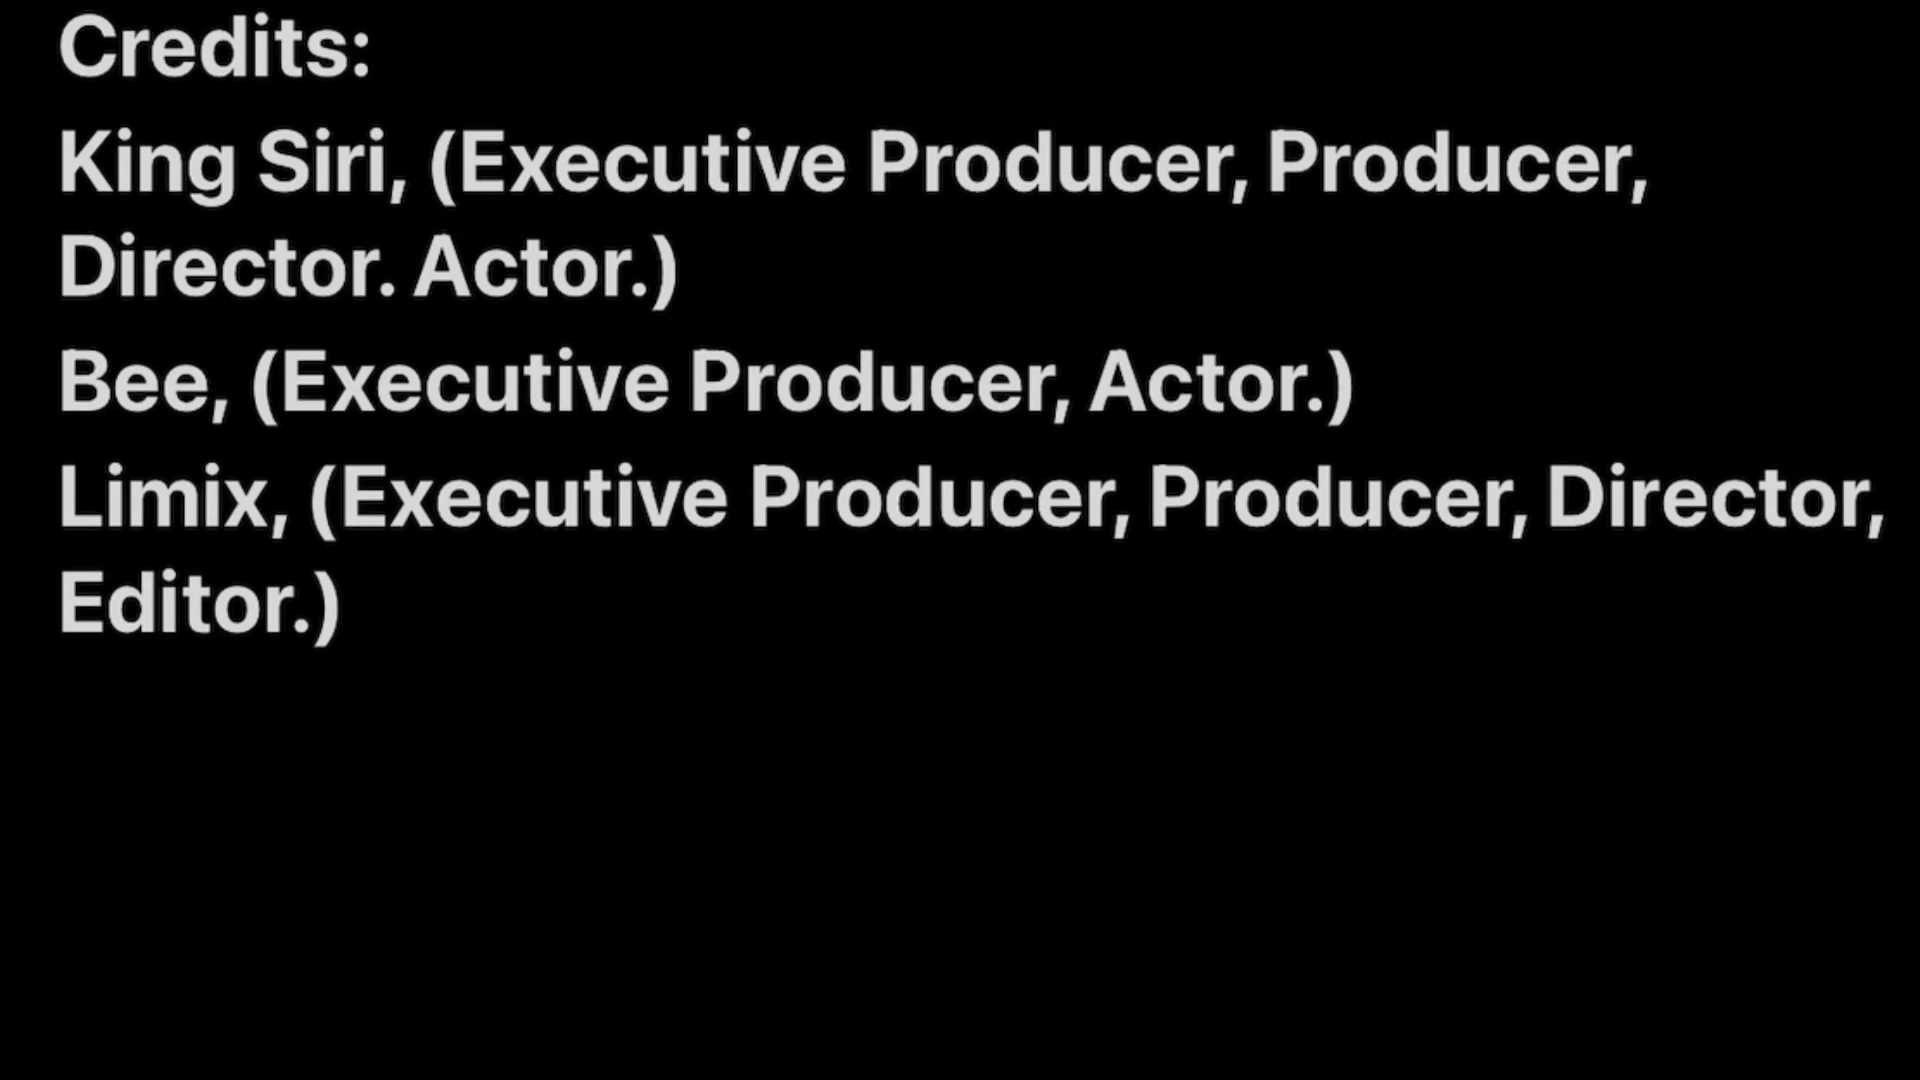 Credits:
King Siri, (Executive Producer, Producer,
Director. Actor.)
Bee, (Executive Producer, Actor.)
Limix, (Executive Producer, Producer, Director,
Editor.)